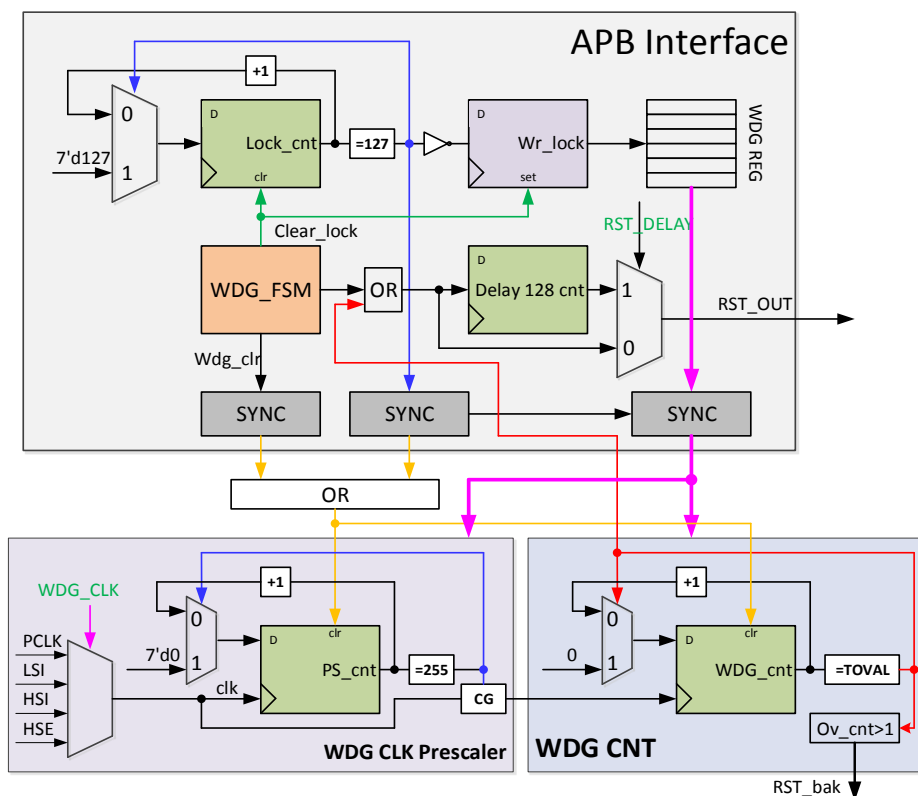 APB Interface
+1
0
7'd127
1
D
Lock_cnt
clr
=127
D
Wr_lock
set
WDG REG
Clear_lock
RST_DELAY
WDG_FSM
OR
D
Delay 128 cnt
1
0
RST_OUT
Wdg_clr
SYNC
SYNC
SYNC
OR
WDG_CLK
+1
0
7'd0
1
D
clr
PS_cnt
=255
PCLK
LSI
HSI
HSE
clk
CG
WDG CLK Prescaler
+1
0
0
1
D
clr
WDG_cnt
=TOVAL
Ov_cnt>1
WDG CNT
RST_bak